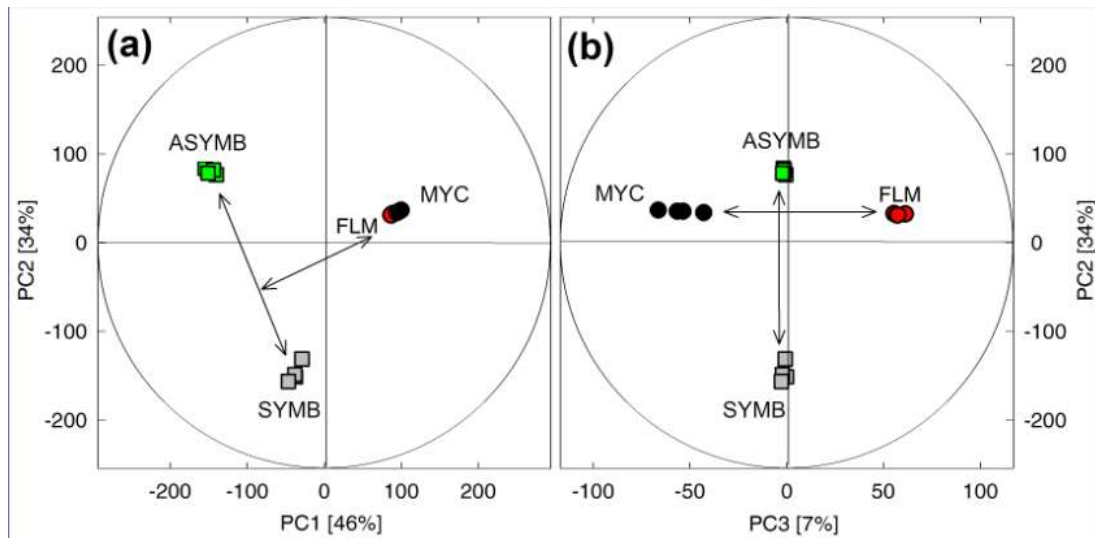 (a)
200
100
0
-100
-200
PC2 [34%]
ASYMB
MYC
FLM
SYMB
-200 -100 0 100 200
PC1 [46%]
(b)
ASYMB
MYC
FLM
SYMB
200
100
0
-100
-200
PC2 [34%]
-100 -50 0 50 100
PC3 [7%]